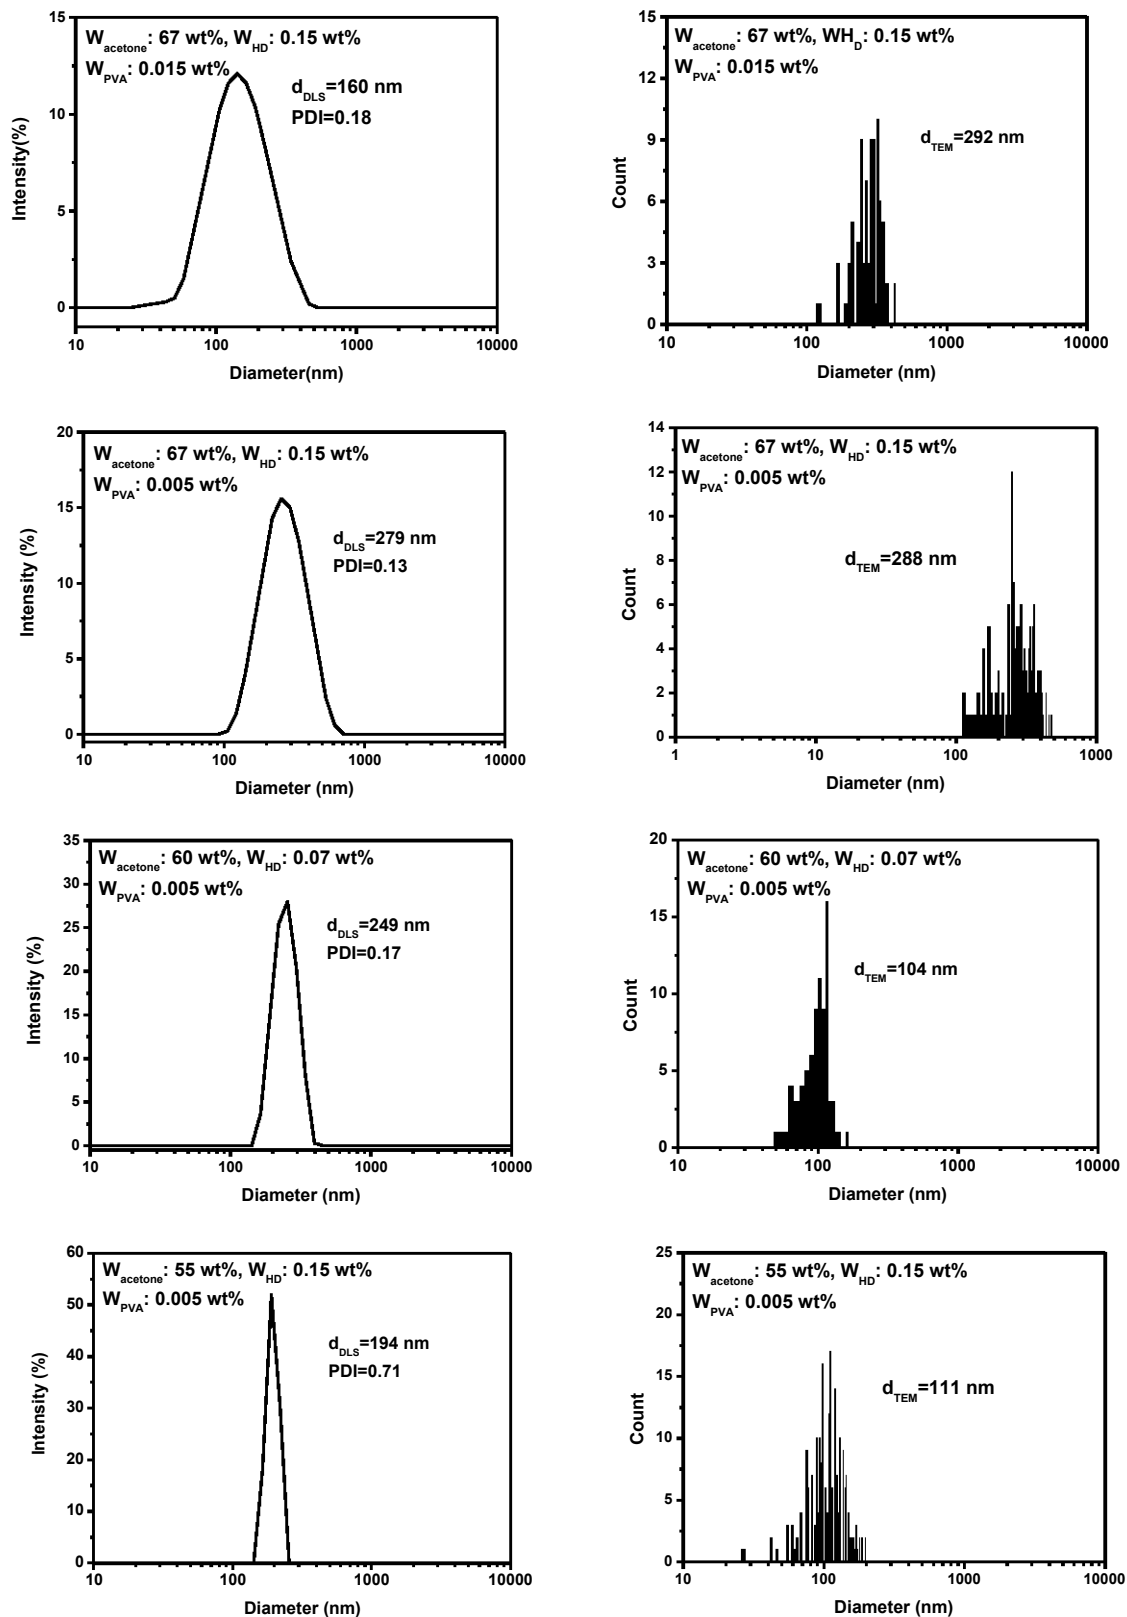 15
10
5
0
Intensity(%)
W_acetone: 67 wt%, W_HD: 0.15 wt%
W_PVA: 0.015 wt%
d_DLS=160 nm
PDI=0.18
10 100 1000 10000
Diameter(nm)
15
12
9
6
3
0
Count
W_acetone: 67 wt%, WH_D: 0.15 wt%
W_PVA: 0.015 wt%
d_TEM=292 nm
10 100 1000 10000
Diameter (nm)
20
15
10
5
0
Intensity (%)
W_acetone: 67 wt%, W_HD: 0.15 wt%
W_PVA: 0.005 wt%
d_DLS=279 nm
PDI=0.13
10 100 1000 10000
Diameter (nm)
14
12
10
8
6
4
2
0
Count
W_acetone: 67 wt%, W_HD: 0.15 wt%
W_PVA: 0.005 wt%
d_TEM=288 nm
1 10 100 1000
Diameter (nm)
35
30
25
20
15
10
5
0
Intensity (%)
W_acetone: 60 wt%, W_HD: 0.07 wt%
W_PVA: 0.005 wt%
d_DLS=249 nm
PDI=0.17
10 100 1000 10000
Diameter (nm)
20
15
10
5
0
Count
W_acetone: 60 wt%, W_HD: 0.07 wt%
W_PVA: 0.005 wt%
d_TEM=104 nm
10 100 1000 10000
Diameter (nm)
60
50
40
30
20
10
0
Intensity (%)
W_acetone: 55 wt%, W_HD: 0.15 wt%
W_PVA: 0.005 wt%
d_DLS=194 nm
PDI=0.71
10 100 1000 10000
Diameter (nm)
25
20
15
10
5
0
Count
W_acetone: 55 wt%, W_HD: 0.15 wt%
W_PVA: 0.005 wt%
d_TEM=111 nm
10 100 1000 10000
Diameter (nm)